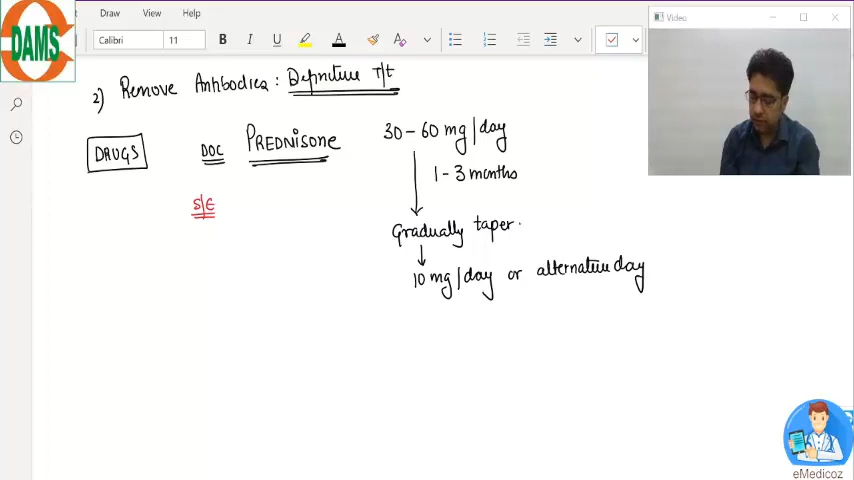 DAMS
Draw View Help
Video
Calibri 11 B I U A
2) Remove Antibodies : Definitive T/t
DRUGS DOC PREDNISONE 30-60 mg/day
1-3 months
S/E
Gradually taper.
10 mg/day or alternative day
eMedicoz